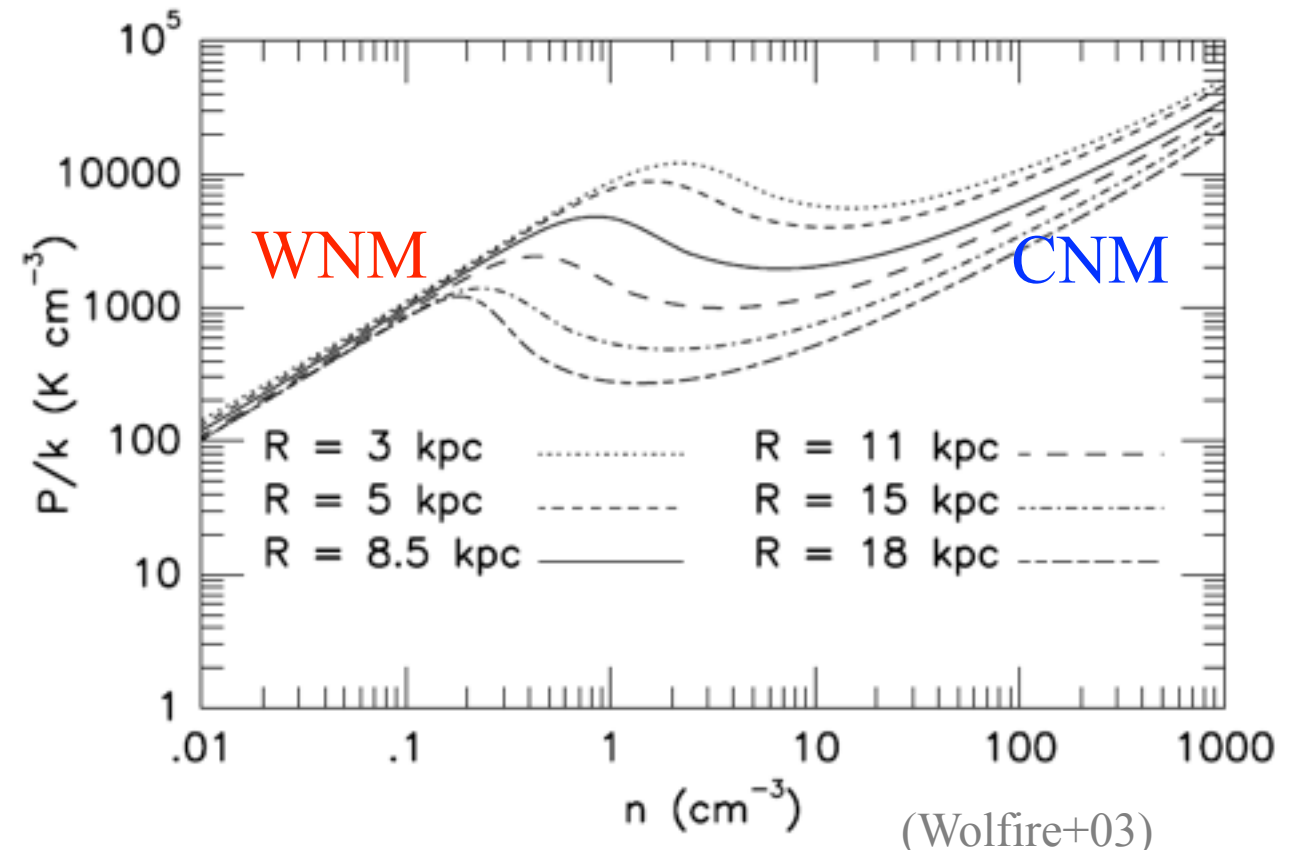 10^5
10000
1000
100
10
1
P/k (K cm^-3)
WNM
CNM
R = 3 kpc
R = 5 kpc
R = 8.5 kpc
R = 11 kpc
R = 15 kpc
R = 18 kpc
.01 .1 1 10 100 1000
n (cm^-3)
(Wolfire+03)